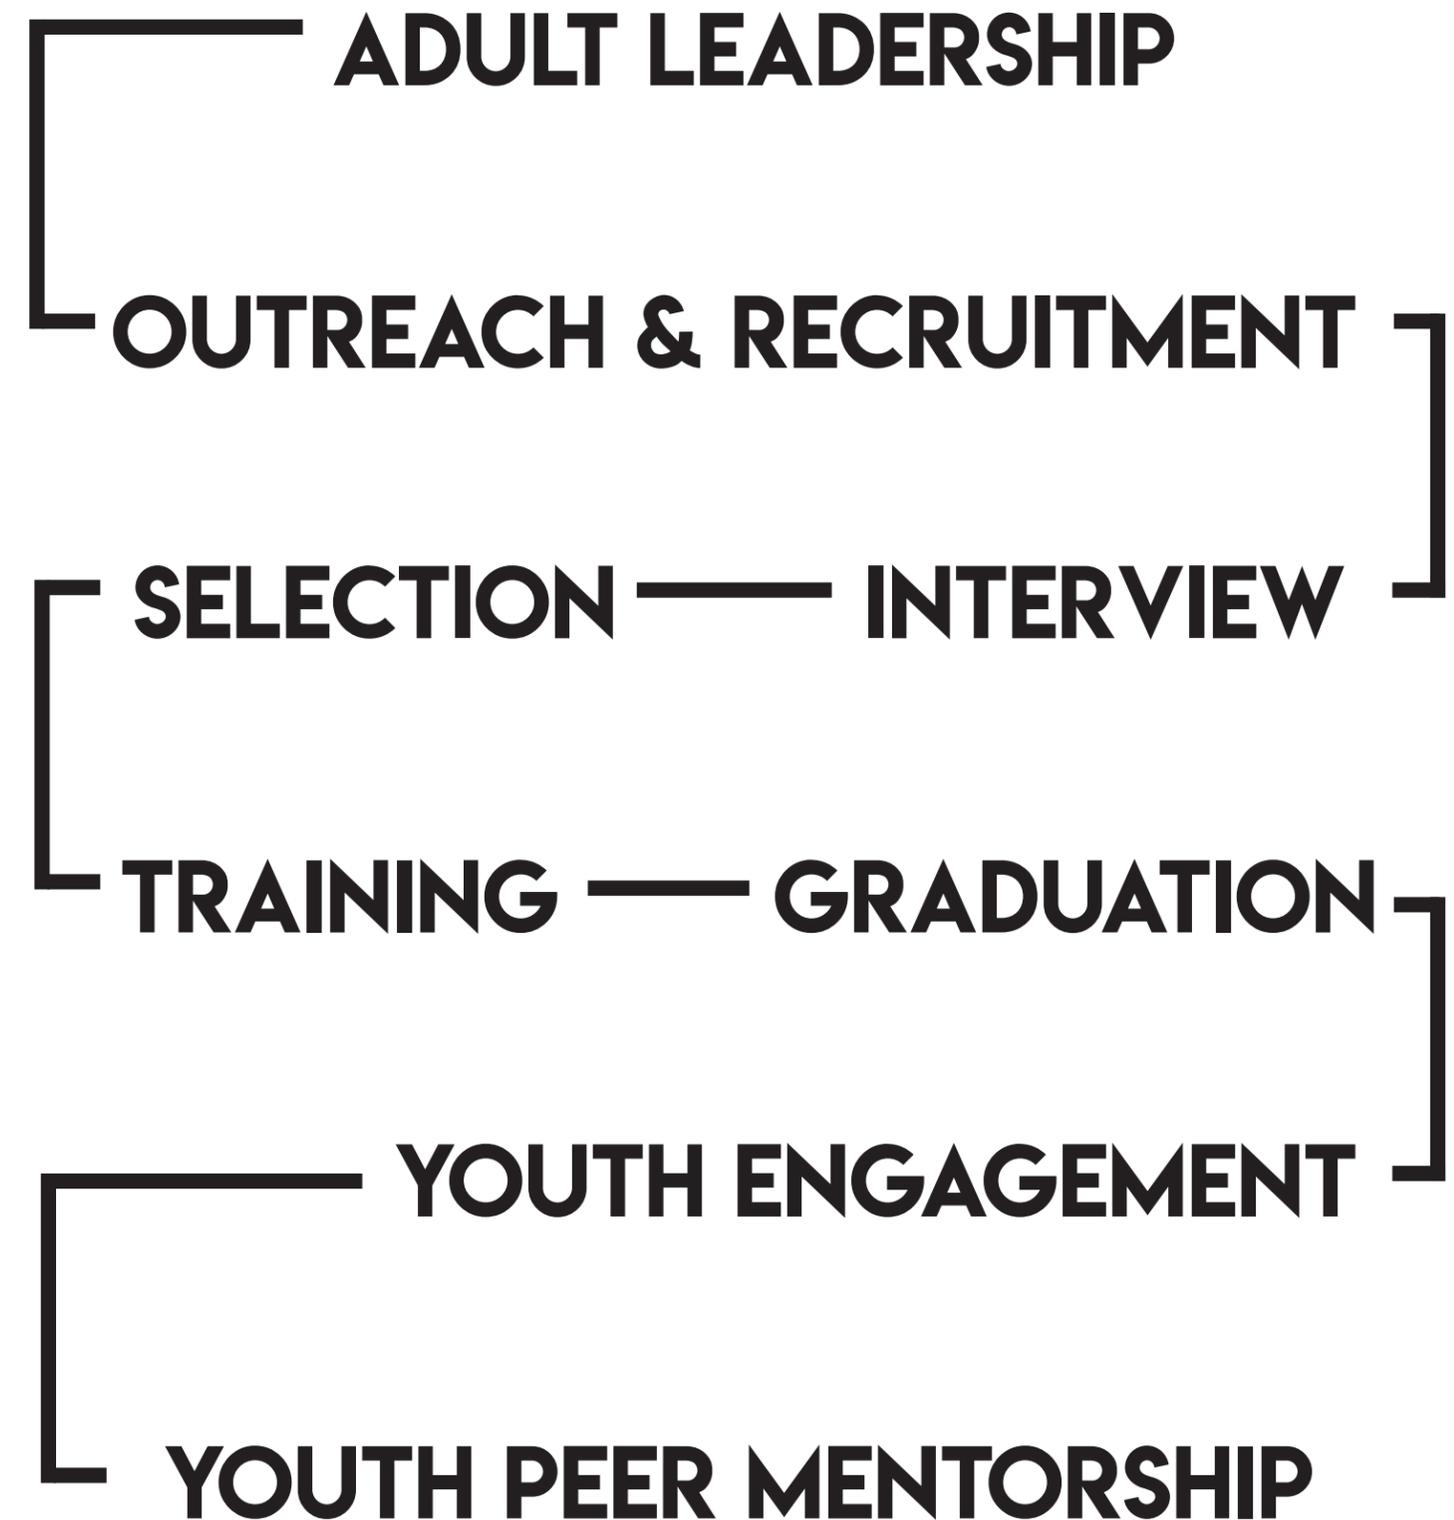 ADULT LEADERSHIP
OUTREACH & RECRUITMENT
SELECTION INTERVIEW
TRAINING GRADUATION
YOUTH ENGAGEMENT
YOUTH PEER MENTORSHIP